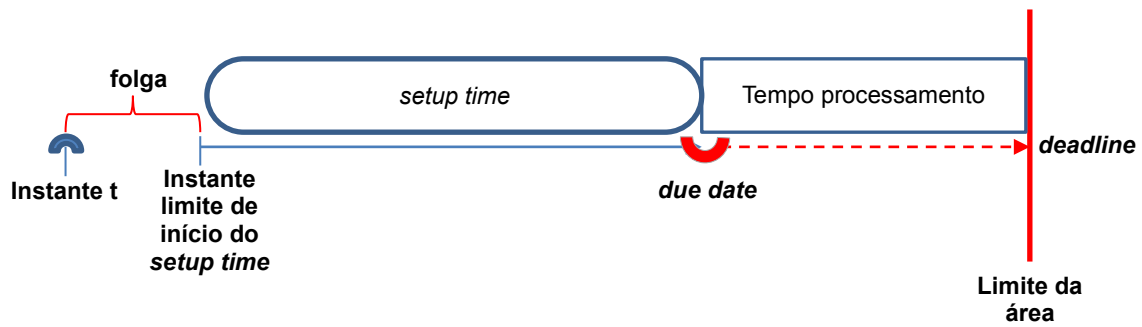 folga
setup time
Tempo processamento
deadline
Instante t
Instante
limite de
início do
setup time
due date
Limite da
área